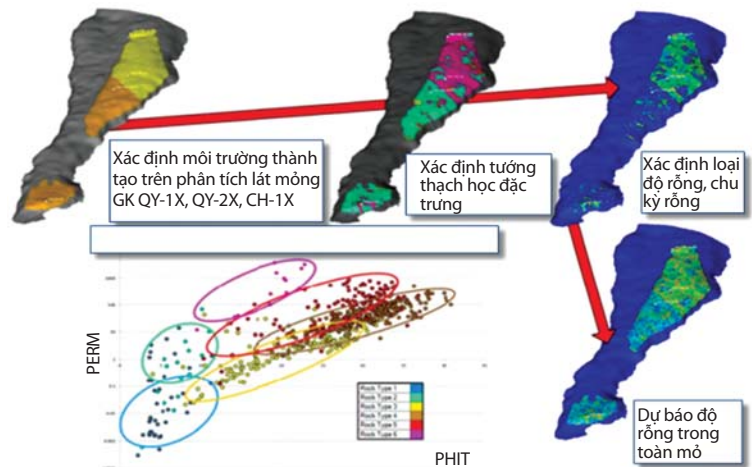 Xác định môi trường thành
tạo trên phân tích lát mỏng
GK QY-1X, QY-2X, CH-1X
Xác định tướng
thạch học đặc
trưng
Xác định loại
độ rỗng, chu
kỳ rỗng
PERM
Rock Type 1
Rock Type 2
Rock Type 3
Rock Type 4
Rock Type 5
Rock Type 6
PHIT
Dự báo độ
rỗng trong
toàn mỏ